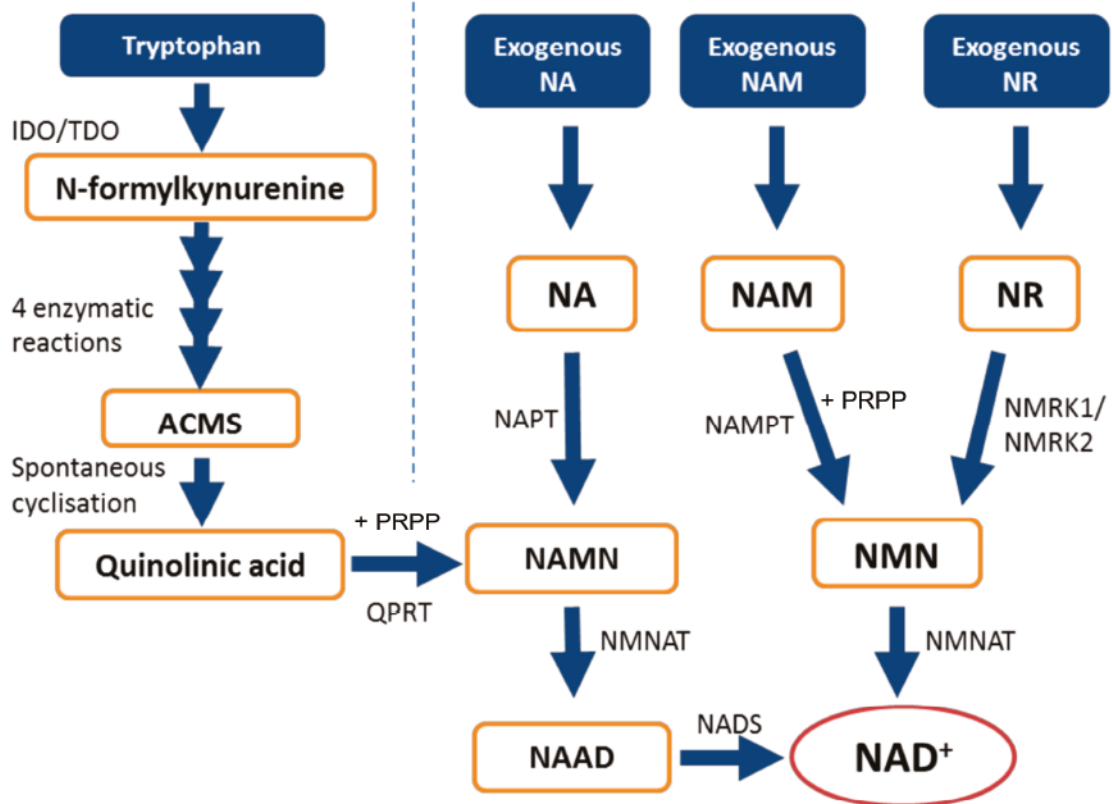 Tryptophan
IDO/TDO
N-formylkynurenine
4 enzymatic
reactions
ACMS
Spontaneous
cyclisation
Quinolinic acid
+ PRPP
QPRT
Exogenous
NA
Exogenous
NAM
Exogenous
NR
NA
NAM
NR
NAPT
NAMPT
+ PRPP
NMRK1/
NMRK2
NAMN
NMN
NMNAT
NMNAT
NAAD
NADS
NAD⁺